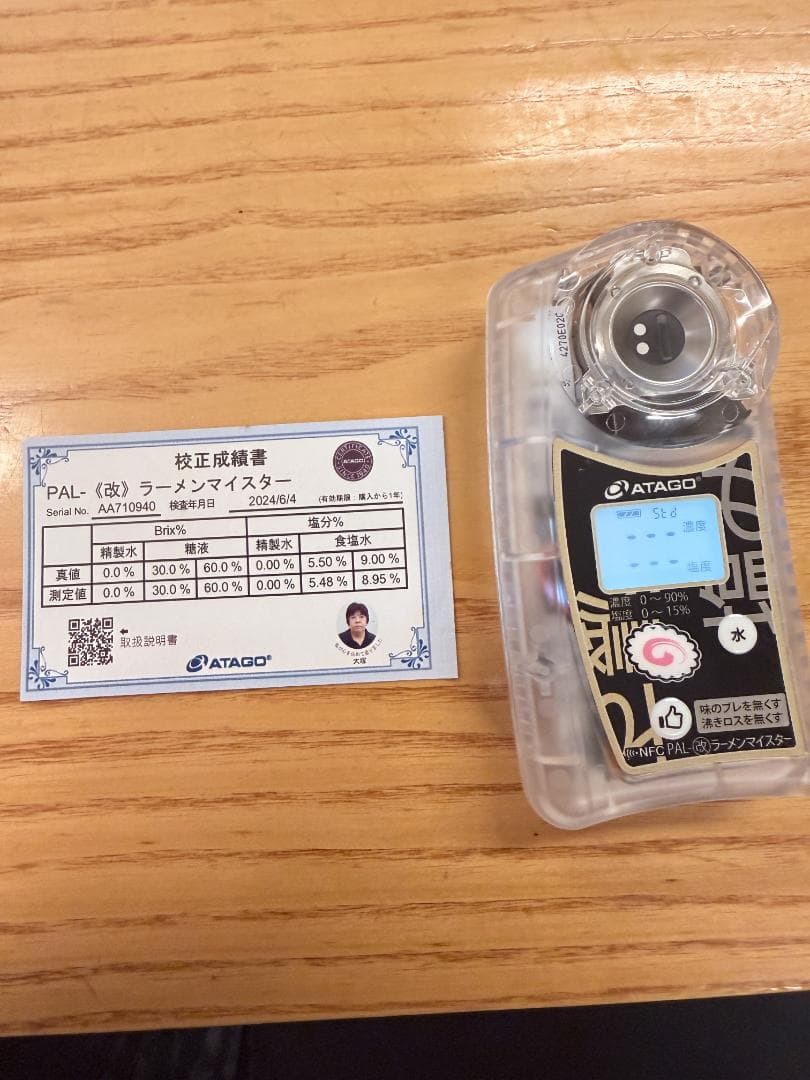 校正成績書
PAL-《改》ラーメンマイスター
CERTIFICATE
ATAGO
SINCE 1940
Serial No. AA710940 検査年月日 2024/6/4 (有効期限:購入から1年)
Brix% 塩分%
精製水 糖液 精製水 食塩水
真値 0.0 % 30.0 % 60.0 % 0.00 % 5.50 % 9.00 %
測定値 0.0 % 30.0 % 60.0 % 0.00 % 5.48 % 8.95 %
取扱説明書
ATAGO®
大塚
4270E02C
ATAGO®
Std
濃度
- - -
- - -
塩度
濃度 0～90%
塩度 0～15%
水
味のブレを無くす
沸きロスを無くす
NFC PAL-改ラーメンマイスター